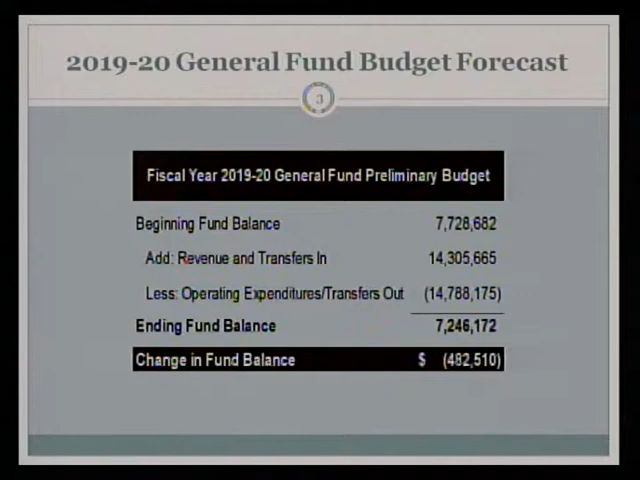 2019-20 General Fund Budget Forecast
3
Fiscal Year 2019-20 General Fund Preliminary Budget
Beginning Fund Balance 7,728,682
Add: Revenue and Transfers In 14,305,665
Less: Operating Expenditures/Transfers Out (14,788,175)
Ending Fund Balance 7,246,172
Change in Fund Balance $ (482,510)